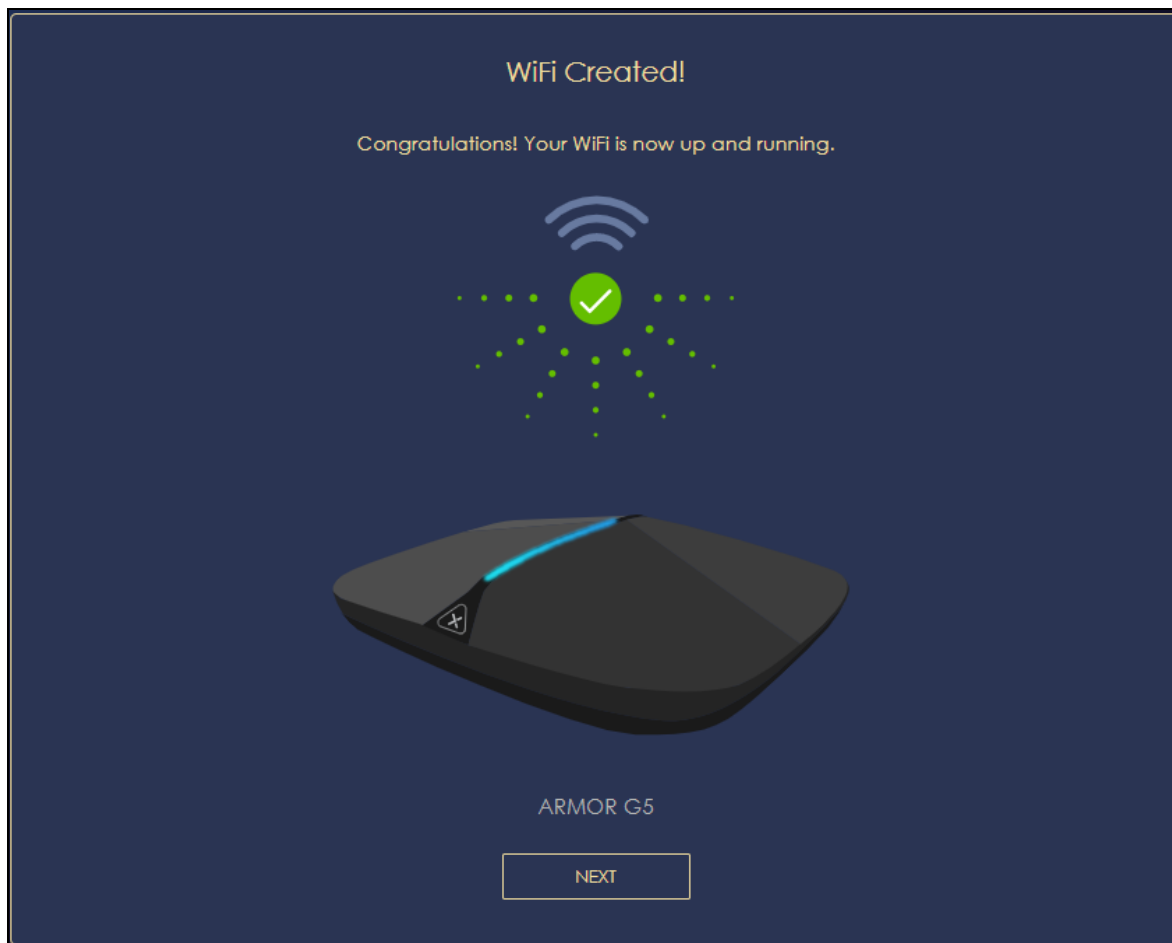 WiFi Created!
Congratulations! Your WiFi is now up and running.
ARMOR G5
NEXT